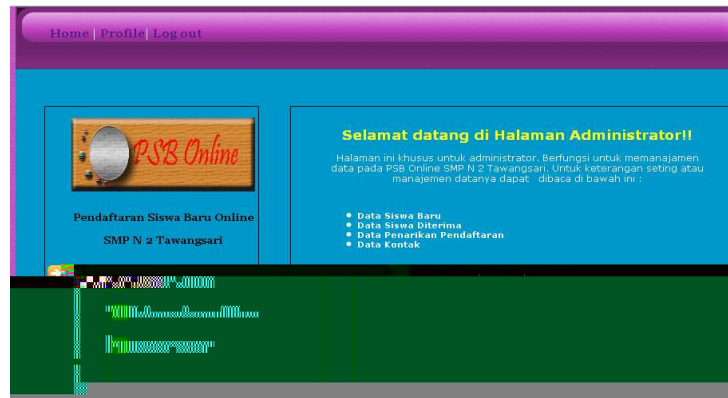 Home | Profile| Log out
PSB Online
Pendaftaran Siswa Baru Online
SMP N 2 Tawangsari
Selamat datang di Halaman Administrator!!
Halaman ini khusus untuk administrator. Berfungsi untuk memanajamen
data pada PSB Online SMP N 2 Tawangsari. Untuk keterangan seting atau
manajemen datanya dapat dibaca di bawah ini :
Data Siswa Baru
Data Siswa Diterima
Data Penarikan Pendaftaran
Data Kontak